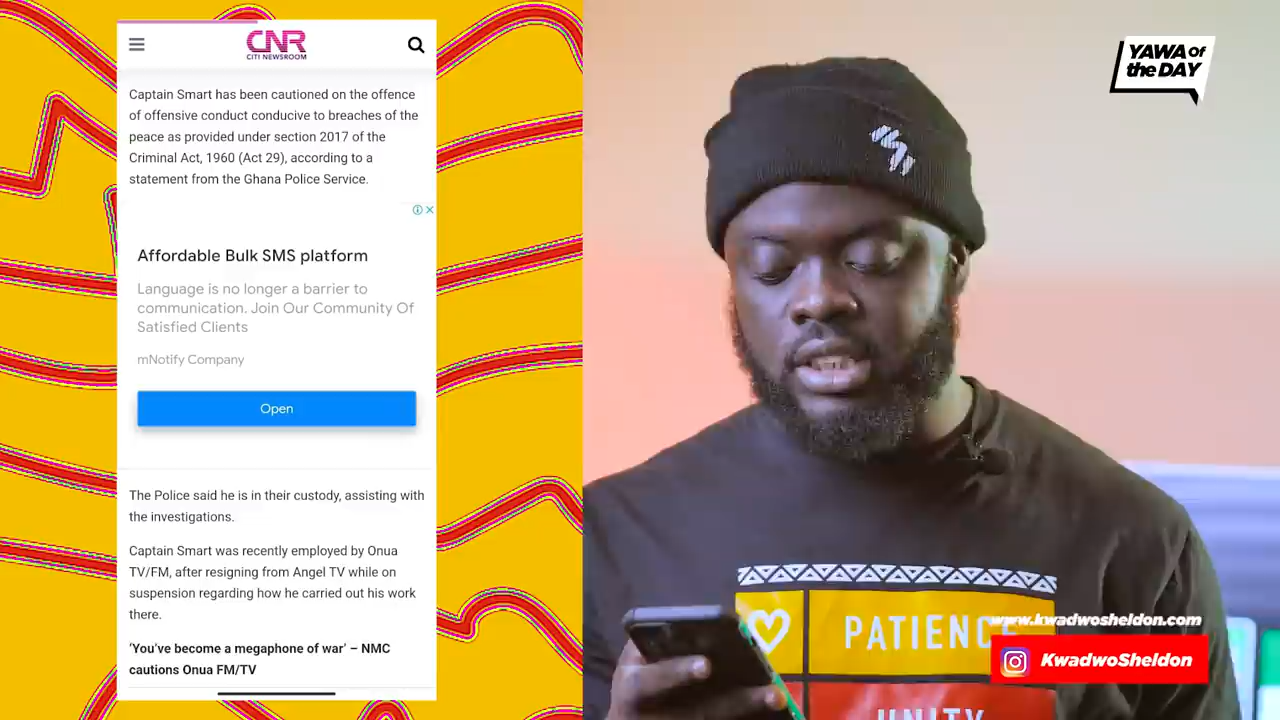 CNR
CITI NEWSROOM
Captain Smart has been cautioned on the offence
of offensive conduct conducive to breaches of the
peace as provided under section 2017 of the
Criminal Act, 1960 (Act 29), according to a
statement from the Ghana Police Service.
Affordable Bulk SMS platform
Language is no longer a barrier to
communication. Join Our Community Of
Satisfied Clients
mNotify Company
Open
The Police said he is in their custody, assisting with
the investigations.
Captain Smart was recently employed by Onua
TV/FM, after resigning from Angel TV while on
suspension regarding how he carried out his work
there.
‘You’ve become a megaphone of war’ – NMC
cautions Onua FM/TV
YAWA of
the DAY
PATIENCE
UNITY
www.kwadwosheldon.com
KwadwoSheldon